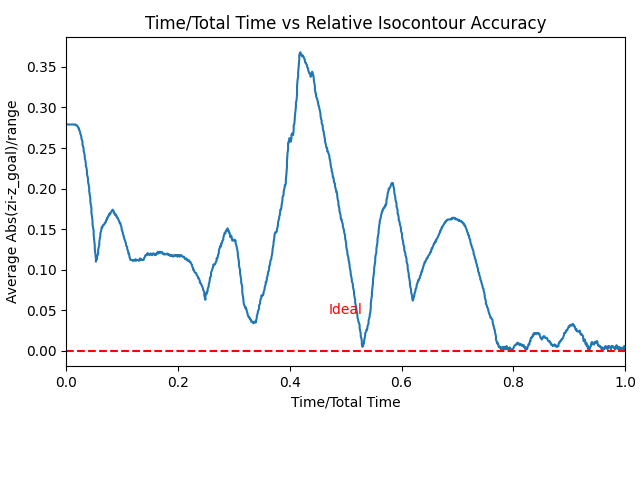 Time/Total Time vs Relative Isocontour Accuracy
Average Abs(zi-z_goal)/range
0.35
0.30
0.25
0.20
0.15
0.10
0.05
0.00
Ideal
0.0 0.2 0.4 0.6 0.8 1.0
Time/Total Time